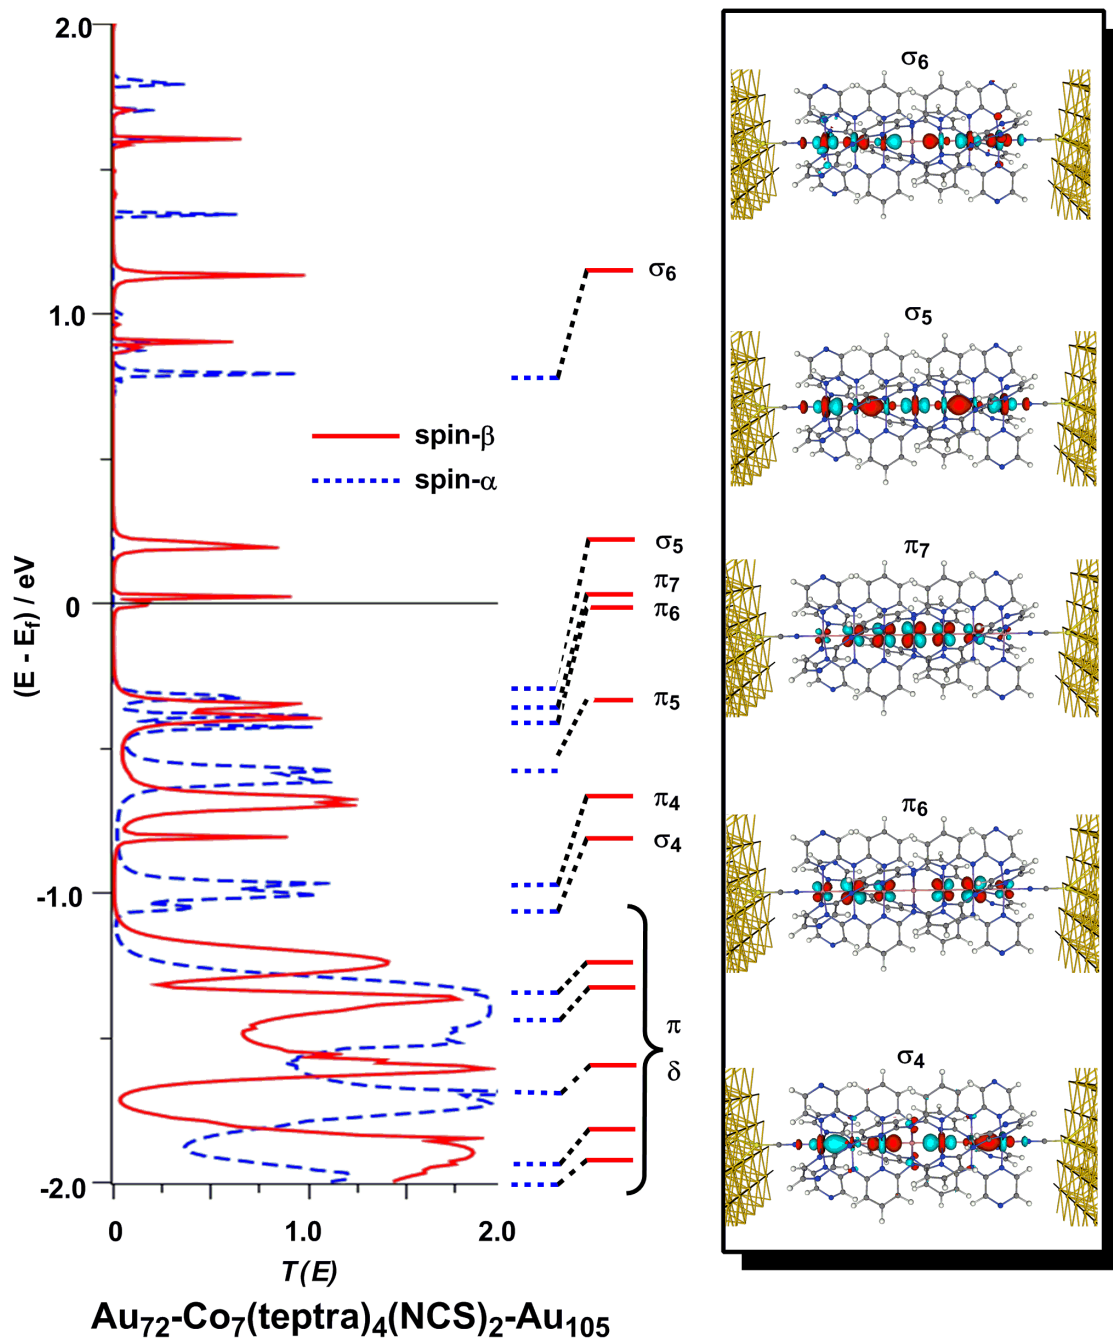 2.0
1.0
0
-1.0
-2.0
(E - E_f) / eV
0
1.0
2.0
T(E)
spin-β
spin-α
σ6
σ5
π7
π6
π5
π4
σ4
π
δ
σ6
σ5
π7
π6
σ4
Au72-Co7(teptra)4(NCS)2-Au105